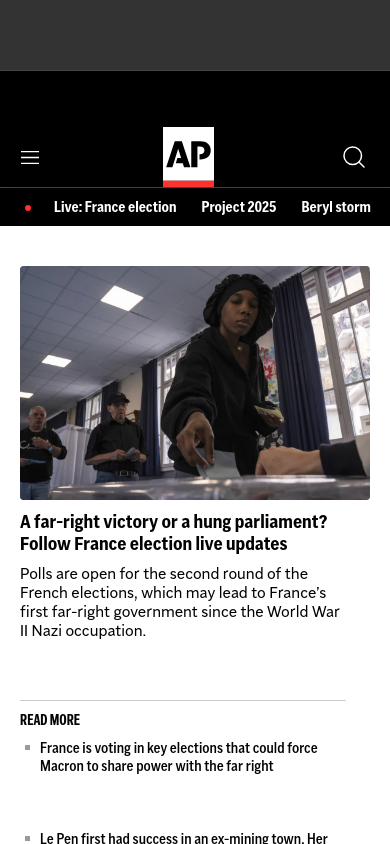 AP
Live: France election Project 2025 Beryl storm
A far-right victory or a hung parliament?
Follow France election live updates
Polls are open for the second round of the
French elections, which may lead to France's
first far-right government since the World War
II Nazi occupation.
READ MORE
France is voting in key elections that could force
Macron to share power with the far right
Le Pen first had success in an ex-mining town. Her